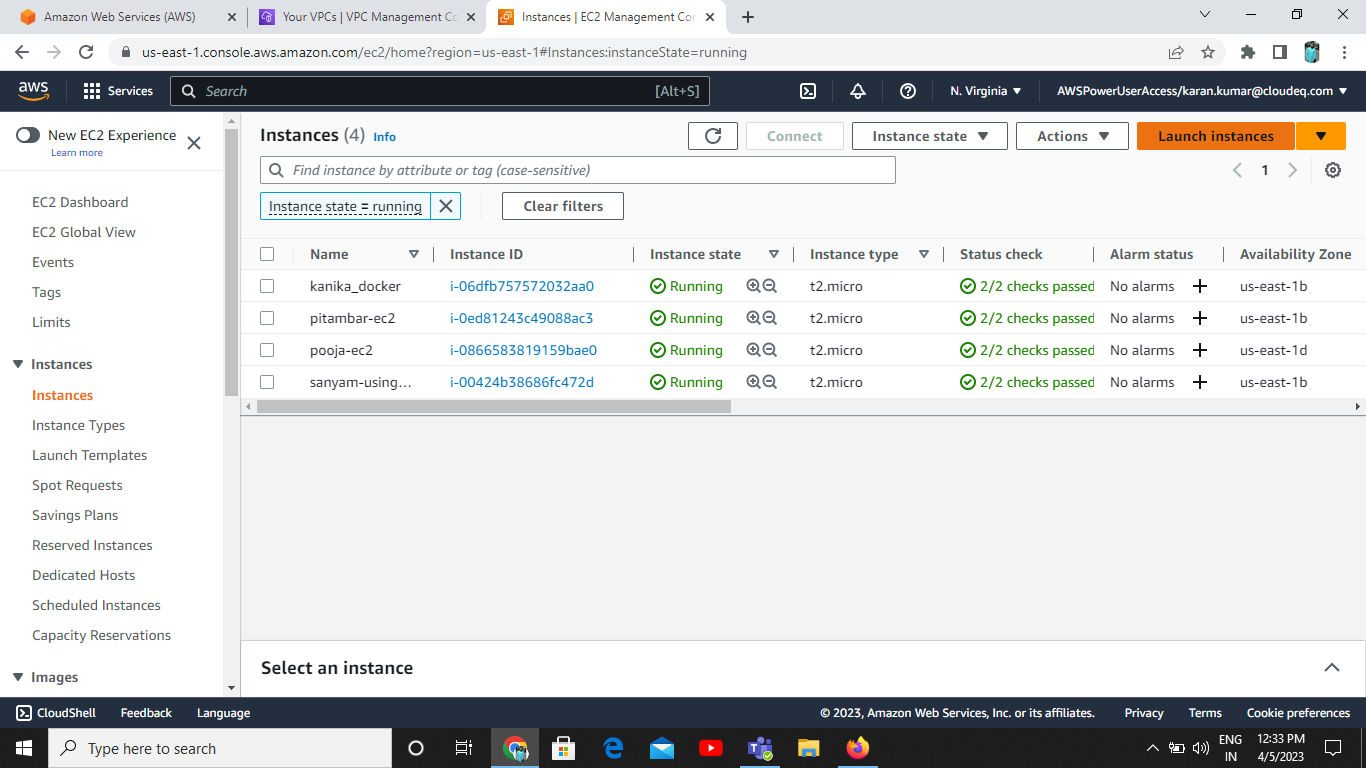 Amazon Web Services (AWS)
Your VPCs | VPC Management Co
Instances | EC2 Management Con
us-east-1.console.aws.amazon.com/ec2/home?region=us-east-1#Instances:instanceState=running
aws
Services
Search
[Alt+S]
N. Virginia
AWSPowerUserAccess/karan.kumar@cloudeq.com
New EC2 Experience
Learn more
EC2 Dashboard
EC2 Global View
Events
Tags
Limits
Instances
Instances
Instance Types
Launch Templates
Spot Requests
Savings Plans
Reserved Instances
Dedicated Hosts
Scheduled Instances
Capacity Reservations
Images
Instances (4) Info
Connect
Instance state
Actions
Launch instances
Find instance by attribute or tag (case-sensitive)
1
Instance state = running
Clear filters
Name Instance ID Instance state Instance type Status check Alarm status Availability Zone
kanika_docker i-06dfb757572032aa0 Running t2.micro 2/2 checks passed No alarms us-east-1b
pitambar-ec2 i-0ed81243c49088ac3 Running t2.micro 2/2 checks passed No alarms us-east-1b
pooja-ec2 i-0866583819159bae0 Running t2.micro 2/2 checks passed No alarms us-east-1d
sanyam-using... i-00424b38686fc472d Running t2.micro 2/2 checks passed No alarms us-east-1b
Select an instance
CloudShell Feedback Language
© 2023, Amazon Web Services, Inc. or its affiliates. Privacy Terms Cookie preferences
Type here to search
ENG
IN
12:33 PM
4/5/2023